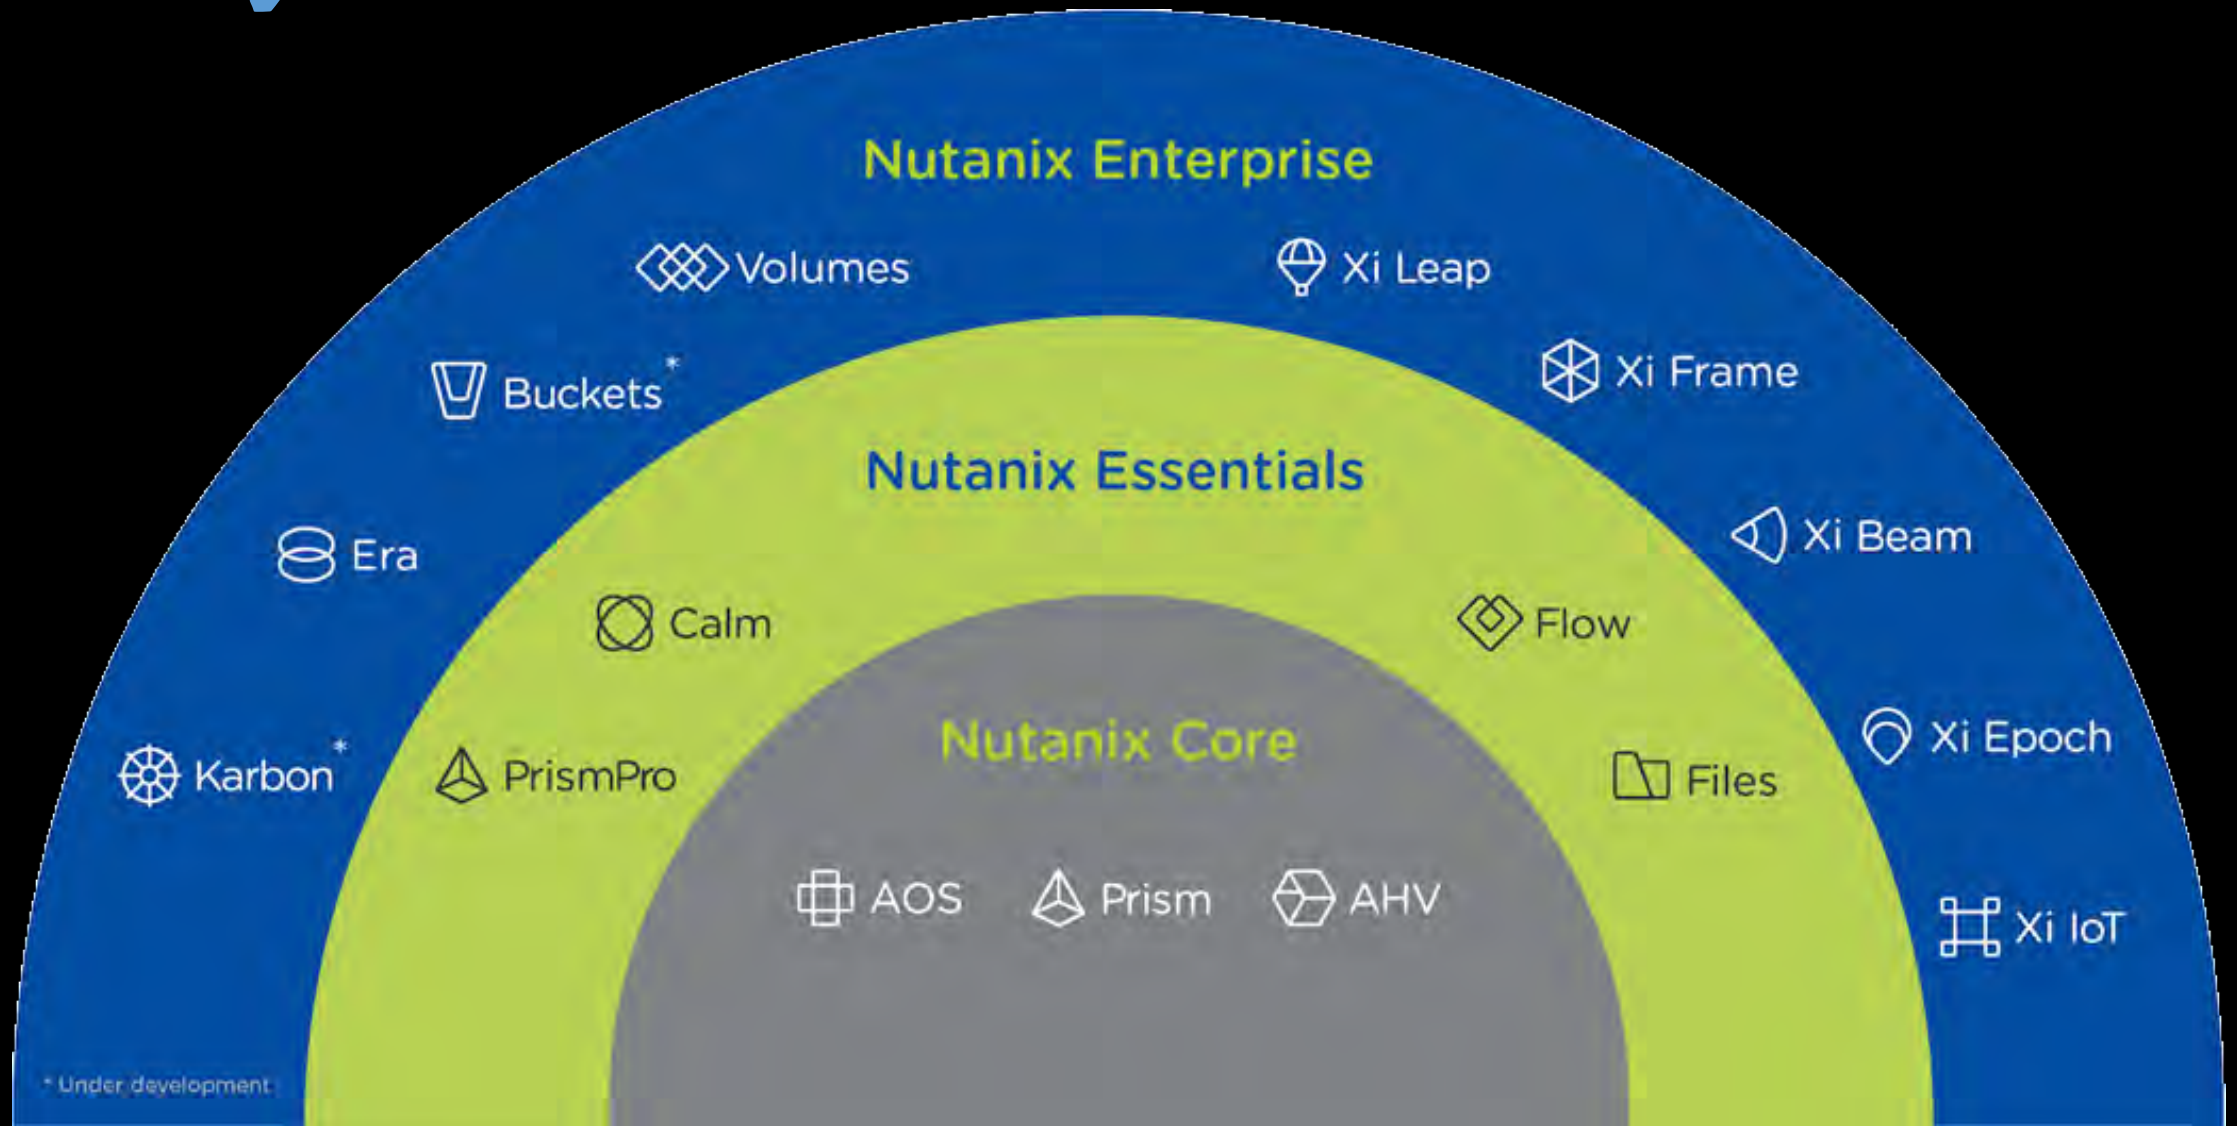 Nutanix Enterprise
Volumes
Xi Leap
Buckets*
Xi Frame
Nutanix Essentials
Era
Xi Beam
Calm
Flow
Nutanix Core
Karbon*
PrismPro
Files
Xi Epoch
AOS
Prism
AHV
Xi IoT
* Under development